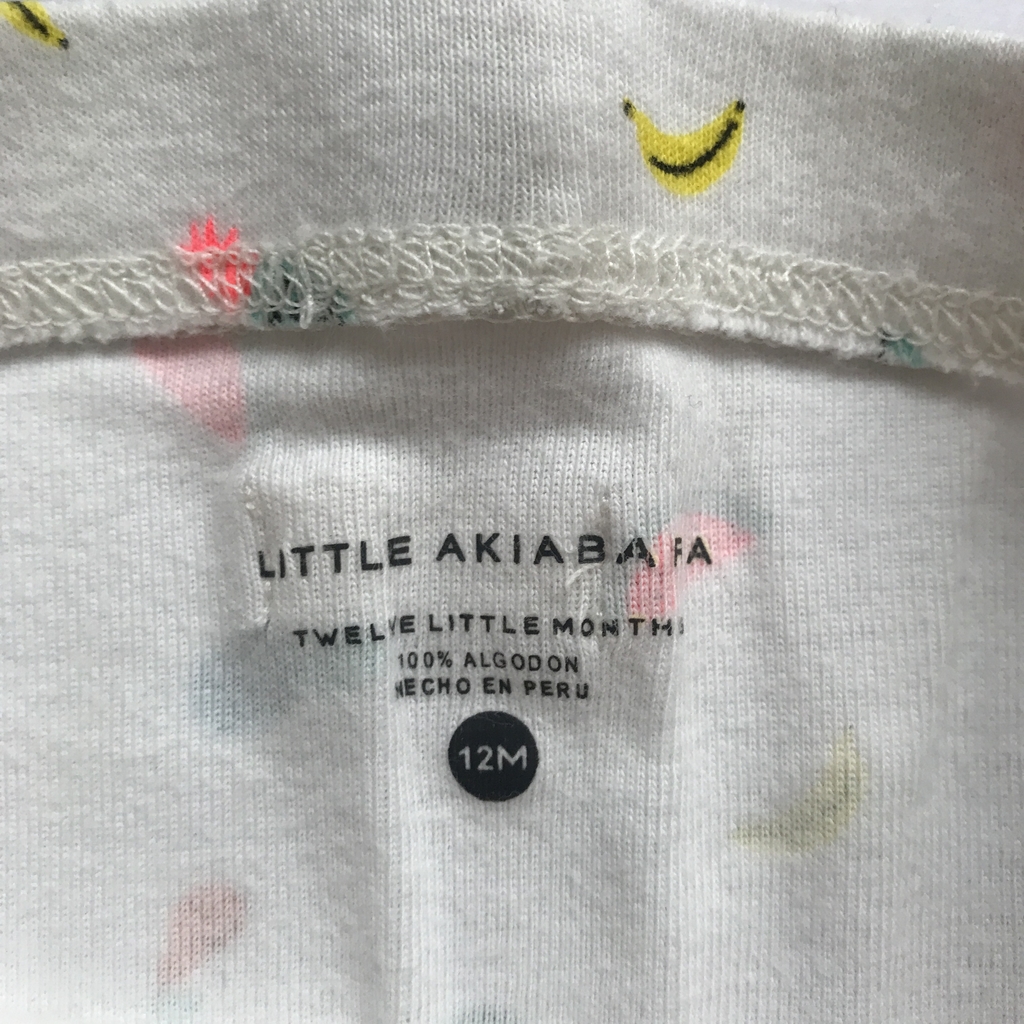 LITTLE AKIABARA
TWELVE LITTLE MONTHS
100% ALGODON
HECHO EN PERU
12M